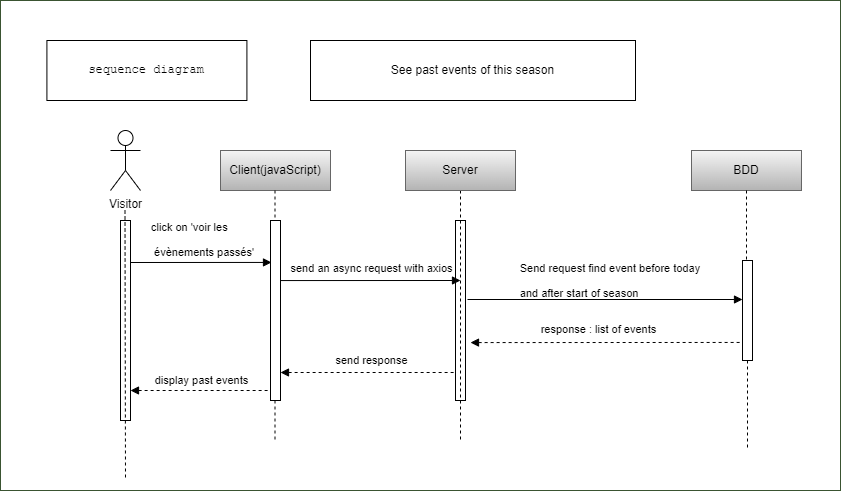 sequence diagram
See past events of this season
Visitor
Client(javaScript)
Server
BDD
click on 'voir les
évènements passés'
send an async request with axios
Send request find event before today
and after start of season
response : list of events
send response
display past events